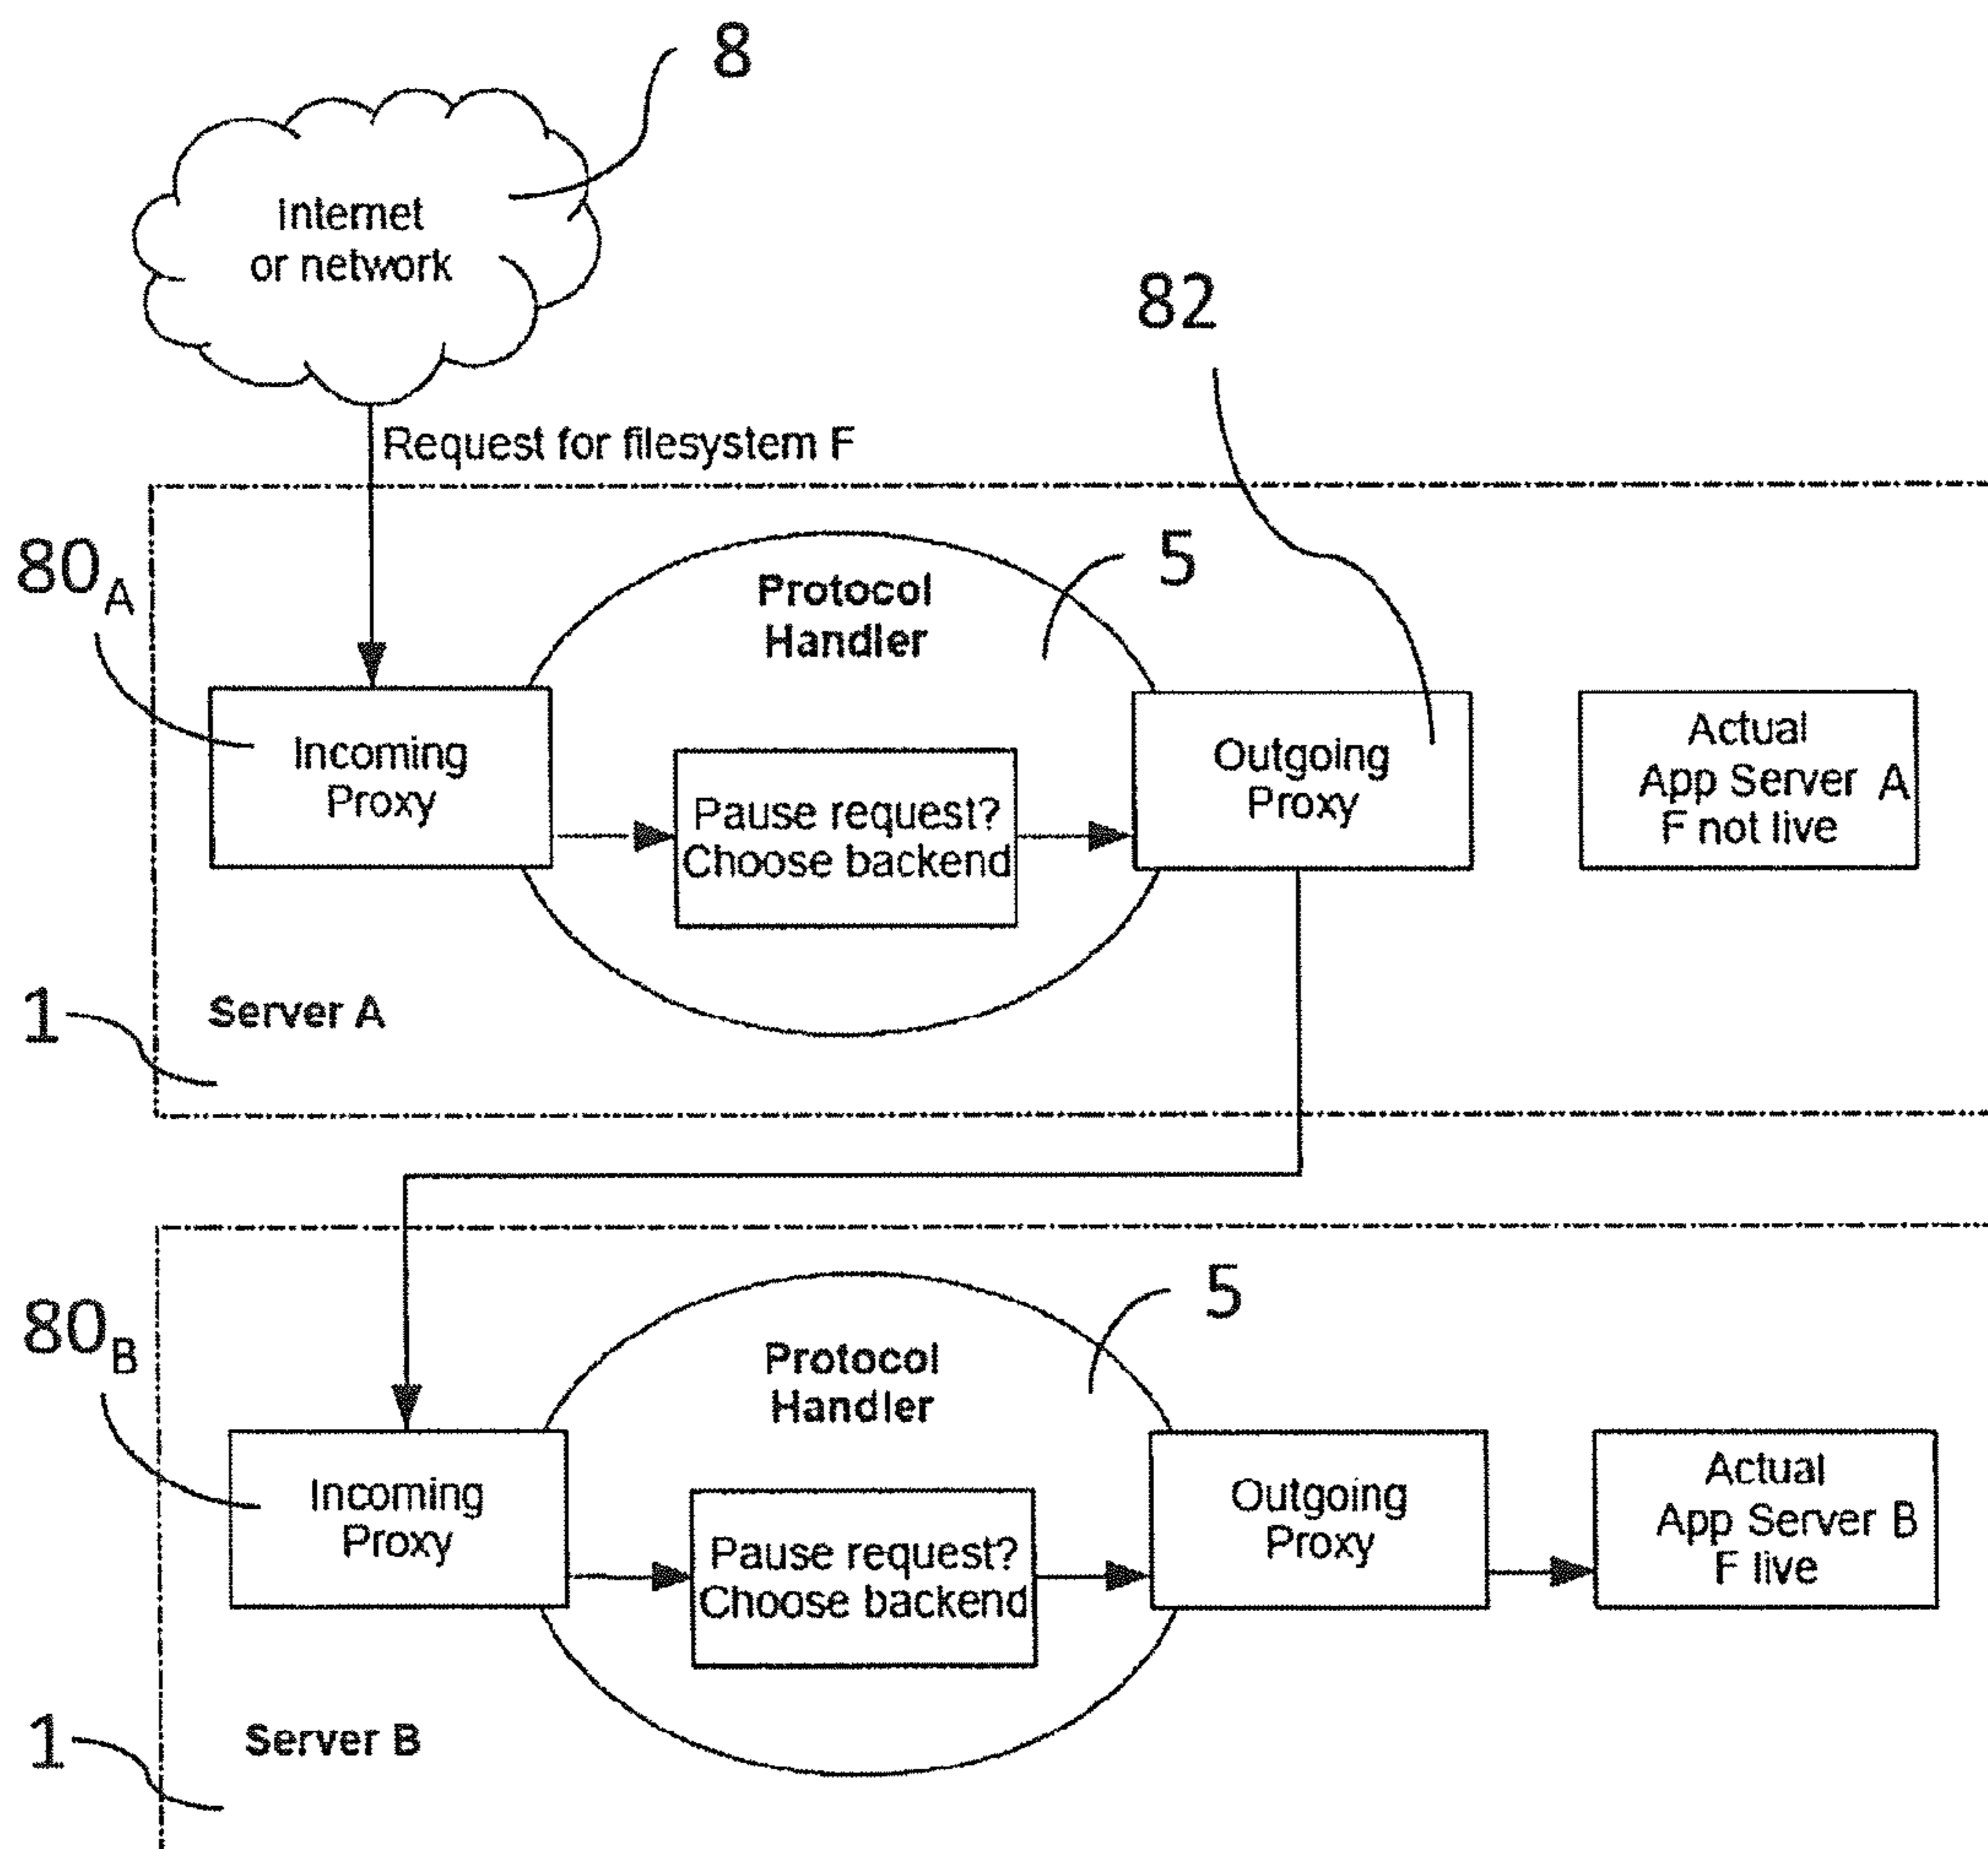 8
Internet
or network
82
Request for filesystem F
80A
5
Protocol
Handler
Incoming
Proxy
Pause request?
Choose backend
Outgoing
Proxy
Actual
App Server A
F not live
1
Server A
80B
5
Protocol
Handler
Incoming
Proxy
Pause request?
Choose backend
Outgoing
Proxy
Actual
App Server B
F live
1
Server B